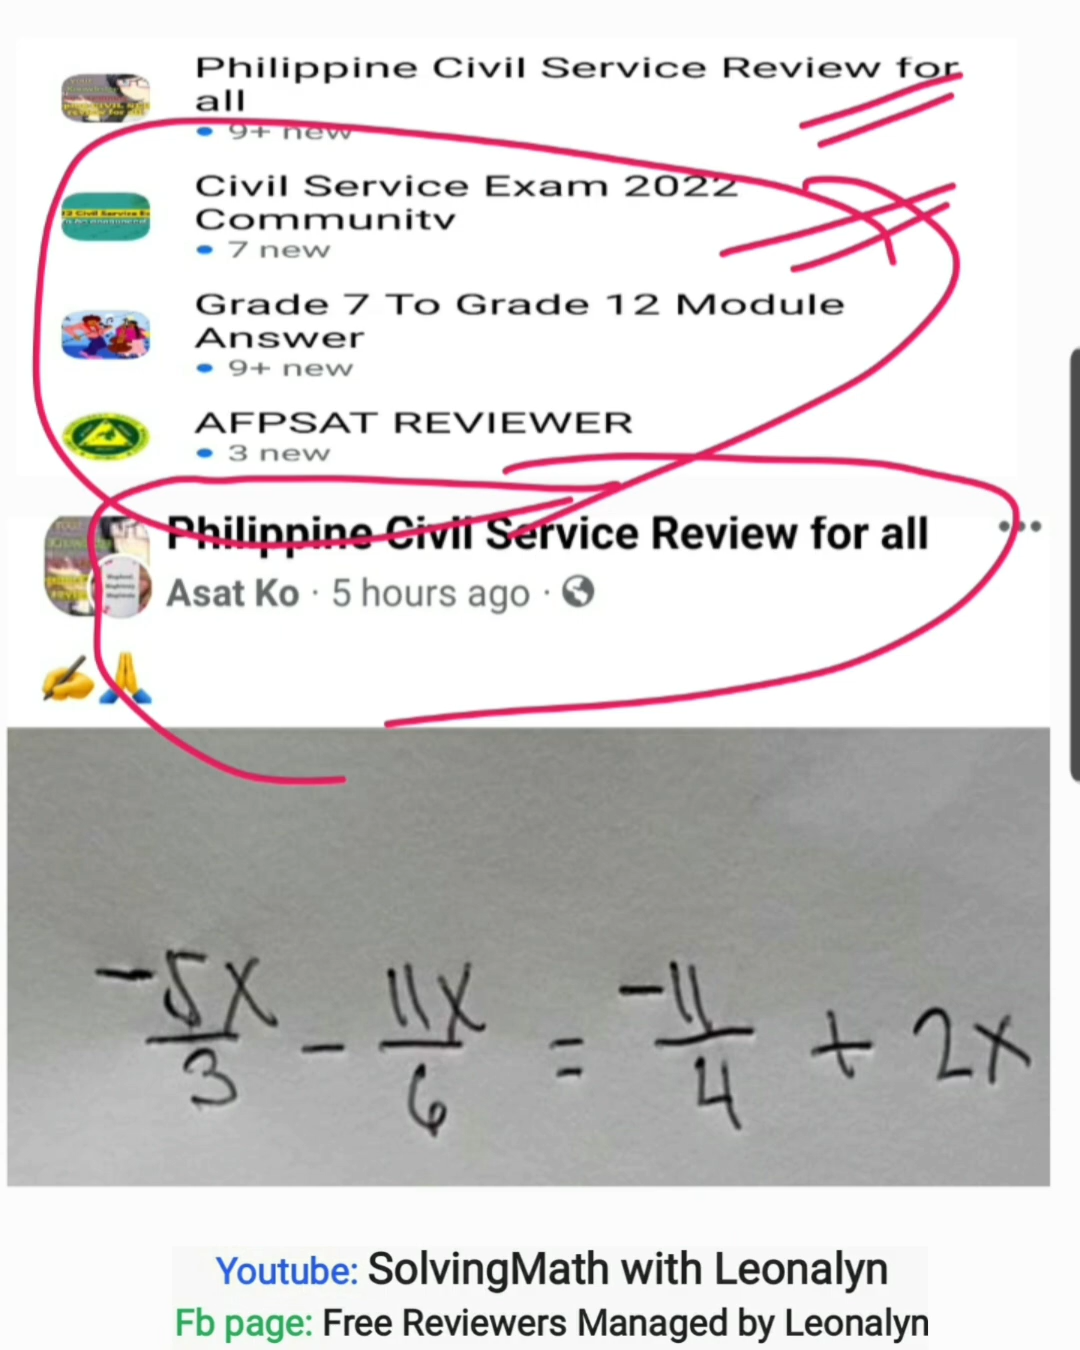 Philippine Civil Service Review for
all
9+ new
Civil Service Exam 2022
Community
7 new
Grade 7 To Grade 12 Module
Answer
9+ new
AFPSAT REVIEWER
3 new
Philippine Civil Service Review for all
Asat Ko · 5 hours ago ·
-5x/3 - 11x/6 = -11/4 + 2x
Youtube: SolvingMath with Leonalyn
Fb page: Free Reviewers Managed by Leonalyn